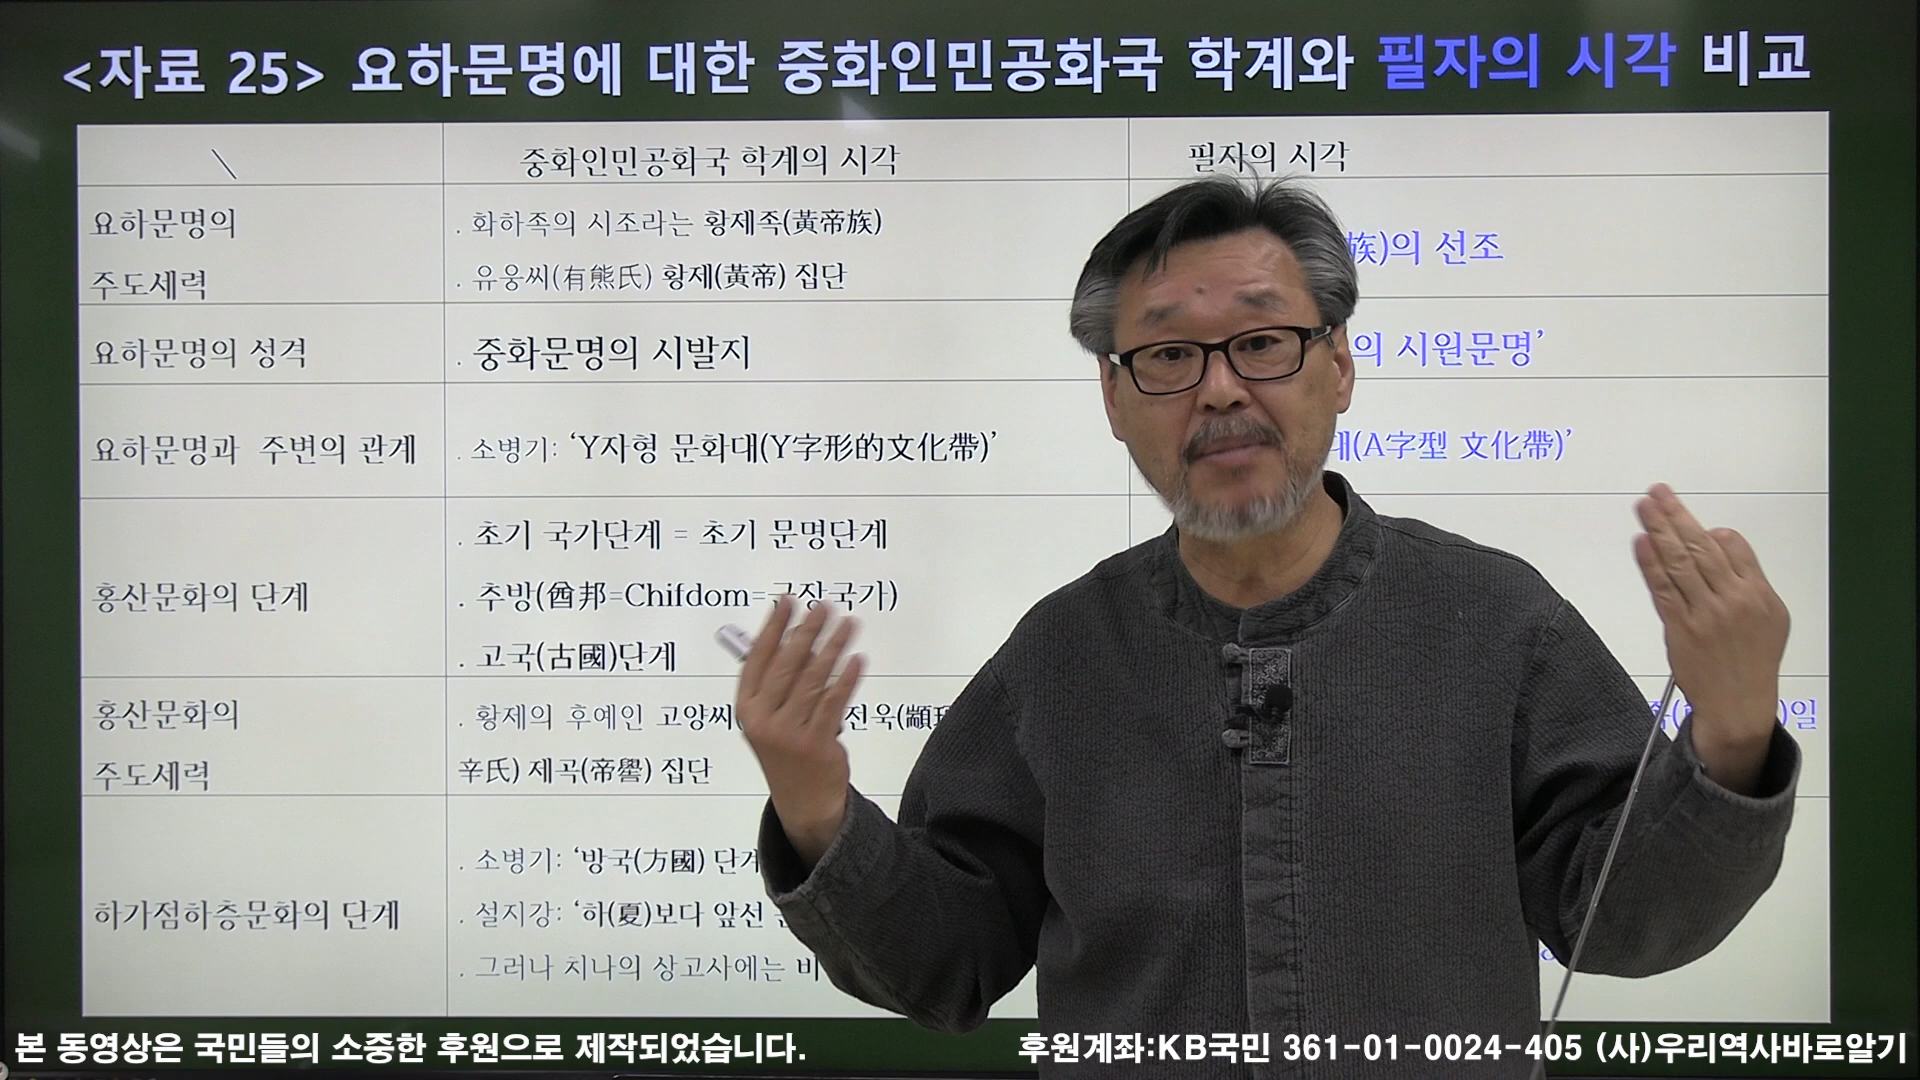 <자료 25> 요하문명에 대한 중화인민공화국 학계와 필자의 시각 비교
\ 중화인민공화국 학계의 시각 필자의 시각
요하문명의
주도세력
. 화하족의 시조라는 황제족(黃帝族)
. 유웅씨(有熊氏) 황제(黃帝) 집단
族)의 선조
요하문명의 성격
. 중화문명의 시발지
의 시원문명’
요하문명과 주변의 관계
. 소병기: ‘Y자형 문화대(Y字形的文化帶)’
대(A字型 文化帶)’
홍산문화의 단계
. 초기 국가단계 = 초기 문명단계
. 추방(酋邦=Chifdom=군장국가)
. 고국(古國)단계
홍산문화의
주도세력
. 황제의 후예인 고양씨( 전욱(顓
辛氏) 제곡(帝嚳) 집단
)일
하가점하층문화의 단계
. 소병기: ‘방국(方國) 단계
. 설지강: ‘하(夏)보다 앞선
. 그러나 치나의 상고사에는 비
본 동영상은 국민들의 소중한 후원으로 제작되었습니다.
후원계좌:KB국민 361-01-0024-405 (사)우리역사바로알기